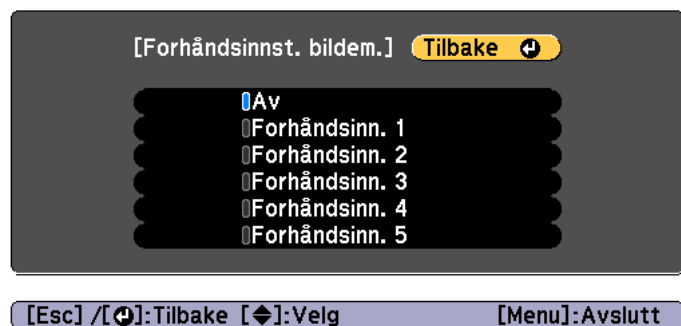 [Forhåndsinnst. bildem.] Tilbake
Av
Forhåndsinn. 1
Forhåndsinn. 2
Forhåndsinn. 3
Forhåndsinn. 4
Forhåndsinn. 5
[Esc] /[⏎]:Tilbake [◆]:Velg [Menu]:Avslutt